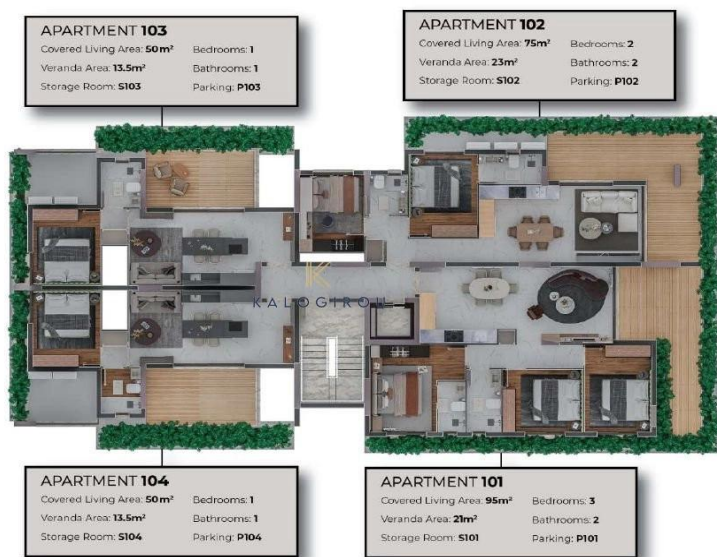 APARTMENT 103
Covered Living Area: 50m² Bedrooms: 1
Veranda Area: 13.5m² Bathrooms: 1
Storage Room: S103 Parking: P103
APARTMENT 102
Covered Living Area: 75m² Bedrooms: 2
Veranda Area: 23m² Bathrooms: 2
Storage Room: S102 Parking: P102
K
KALOGIROU
APARTMENT 104
Covered Living Area: 50m² Bedrooms: 1
Veranda Area: 13.5m² Bathrooms: 1
Storage Room: S104 Parking: P104
APARTMENT 101
Covered Living Area: 95m² Bedrooms: 3
Veranda Area: 21m² Bathrooms: 2
Storage Room: S101 Parking: P101